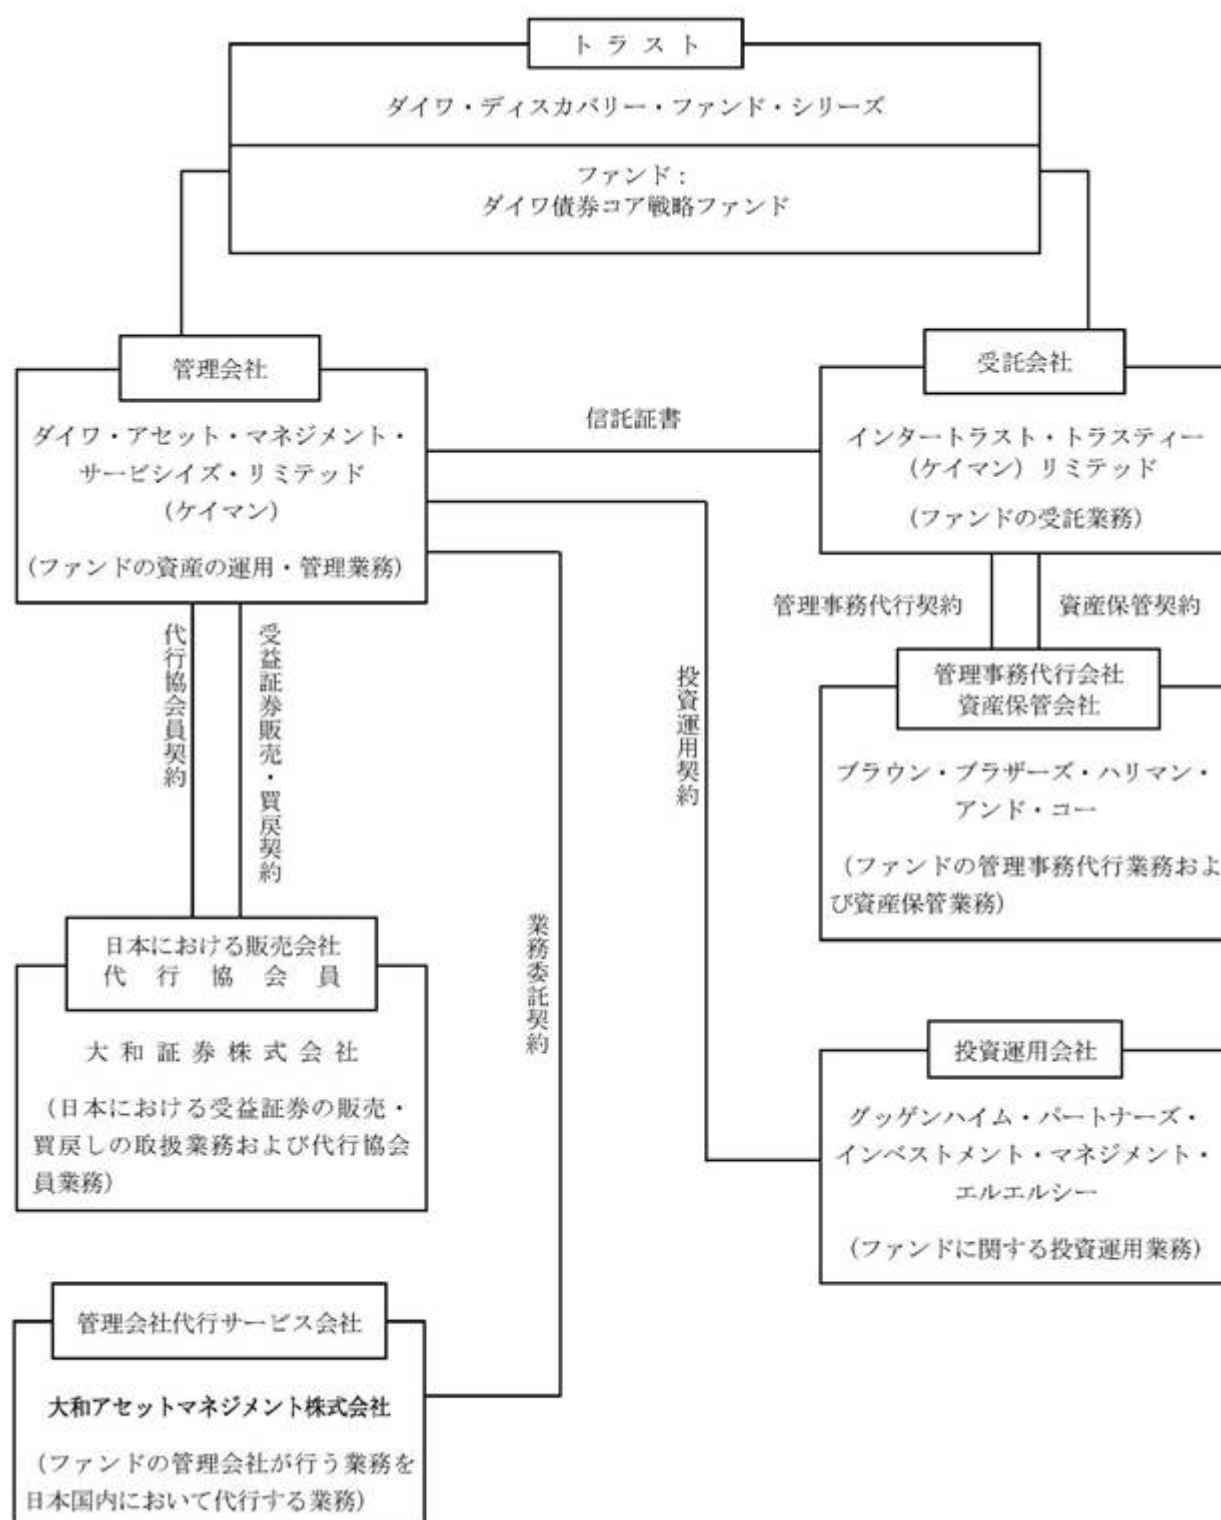 トラスト
ダイワ・ディスカバリー・ファンド・シリーズ
ファンド：
ダイワ債券コア戦略ファンド
管理会社
ダイワ・アセット・マネジメント・
サービシイズ・リミテッド
（ケイマン）
（ファンドの資産の運用・管理業務）
信託証書
受託会社
インタートラスト・トラスティー
（ケイマン）リミテッド
（ファンドの受託業務）
管理事務代行契約
資産保管契約
代行協会員契約
受益証券販売・買戻契約
投資運用契約
業務委託契約
管理事務代行会社
資産保管会社
ブラウン・ブラザーズ・ハリマン・
アンド・コー
（ファンドの管理事務代行業務およ
び資産保管業務）
日本における販売会社
代行協会員
大和証券株式会社
（日本における受益証券の販売・
買戻しの取扱業務および代行協会
員業務）
投資運用会社
グッゲンハイム・パートナーズ・
インベストメント・マネジメント・
エルエルシー
（ファンドに関する投資運用業務）
管理会社代行サービス会社
大和アセットマネジメント株式会社
（ファンドの管理会社が行う業務を
日本国内において代行する業務）